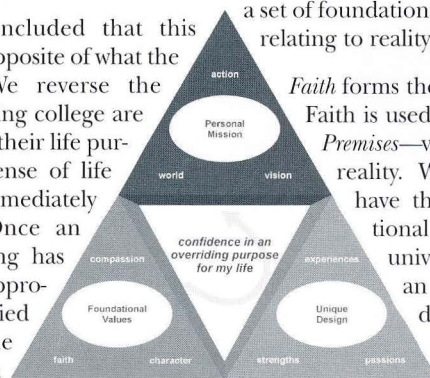 ncluded that this
pposite of what the
We reverse the
ng college are
their life pur-
ense of life
mediately
Once an
ng has
ppro-
ied
e
action
Personal
Mission
world vision
confidence in an
overriding purpose
for my life
compassion
Foundational
Values
faith character
experiences
Unique
Design
strengths passions
a set of foundation
relating to reality
Faith forms the
Faith is used
Premises—v
reality. W
have th
tional
univ
an
d